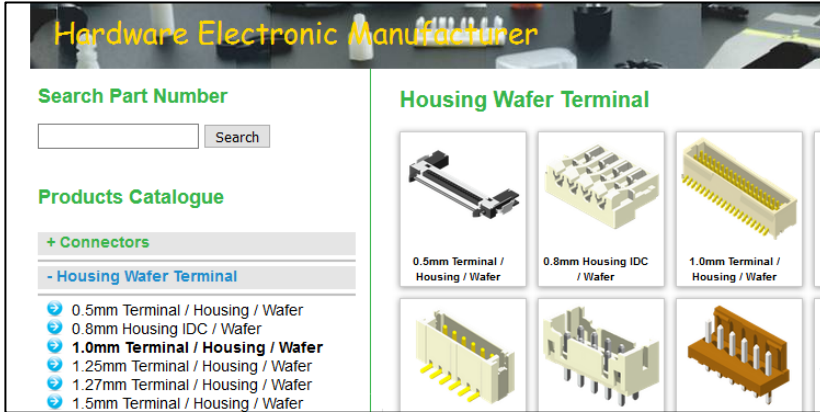 Hardware Electronic Manufacturer
Search Part Number
Search
Products Catalogue
+ Connectors
- Housing Wafer Terminal
0.5mm Terminal / Housing / Wafer
0.8mm Housing IDC / Wafer
1.0mm Terminal / Housing / Wafer
1.25mm Terminal / Housing / Wafer
1.27mm Terminal / Housing / Wafer
1.5mm Terminal / Housing / Wafer
Housing Wafer Terminal
0.5mm Terminal /
Housing / Wafer
0.8mm Housing IDC
/ Wafer
1.0mm Terminal /
Housing / Wafer